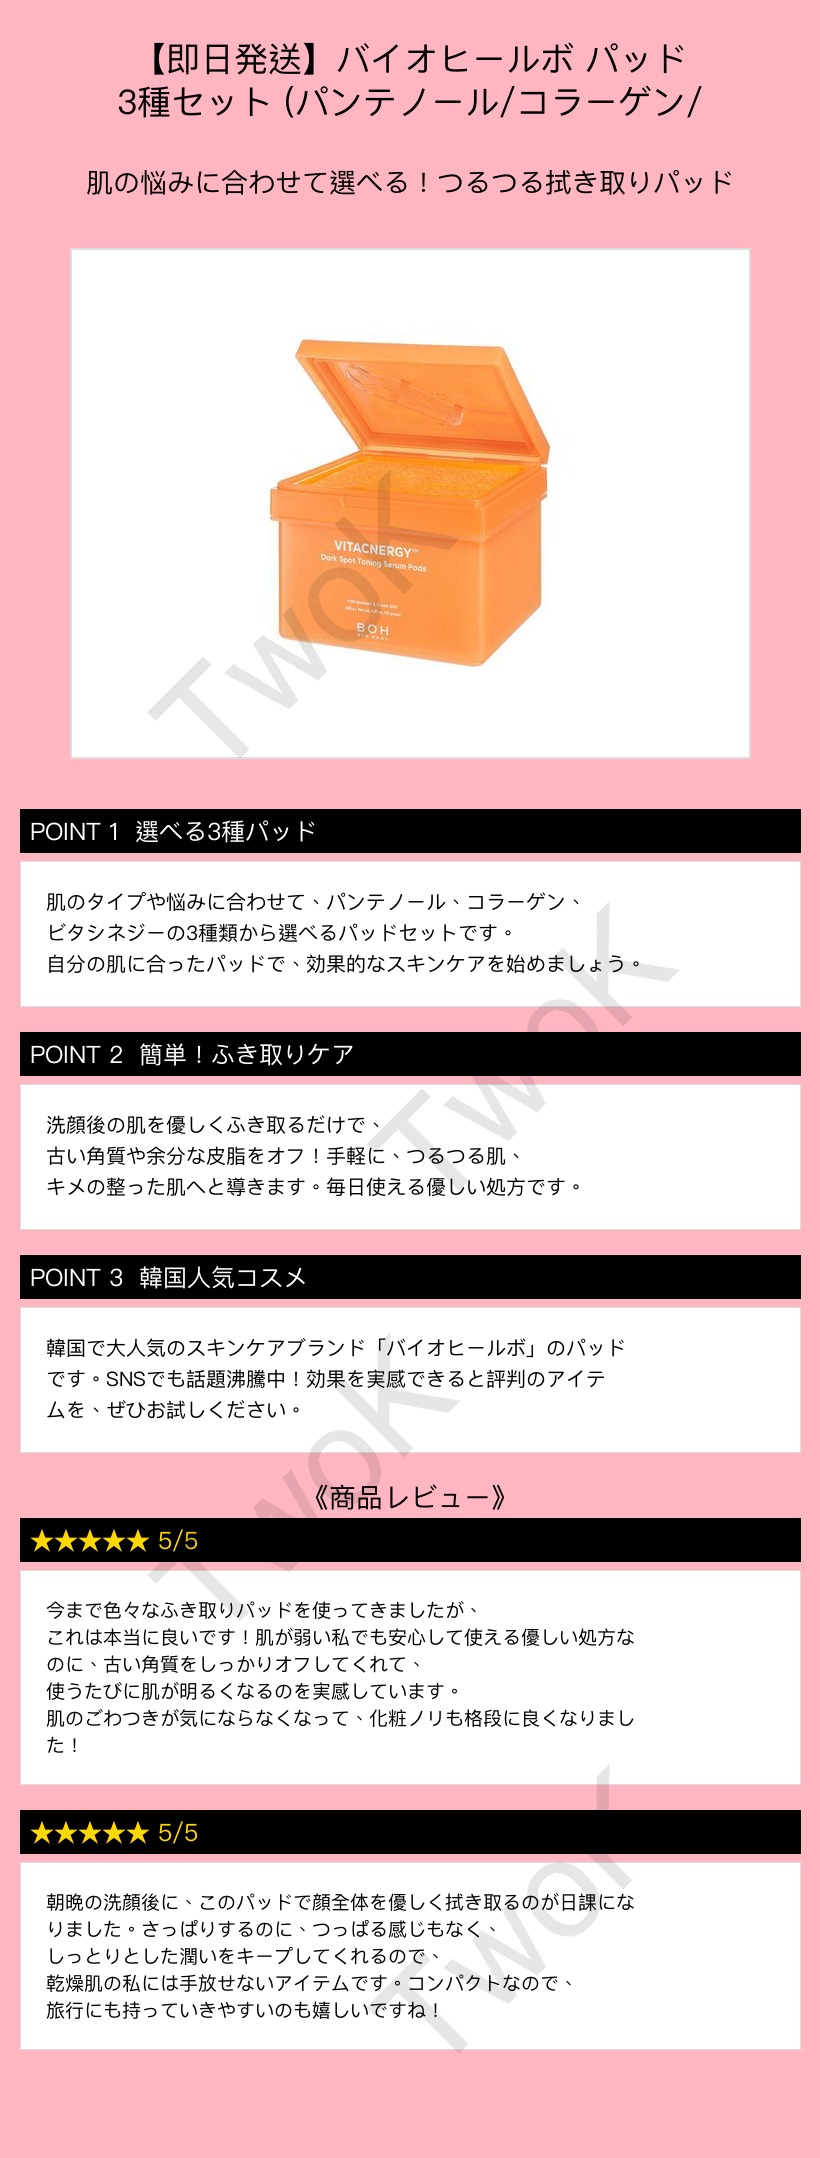 【即日発送】バイオヒールボ パッド
3種セット (パンテノール/コラーゲン/
肌の悩みに合わせて選べる！つるつる拭き取りパッド
VITACNERGY™
Dark Spot Toning Serum Pads
BOH
BIO HEAL
TwoK
POINT 1 選べる3種パッド
肌のタイプや悩みに合わせて、パンテノール、コラーゲン、
ビタシネジーの3種類から選べるパッドセットです。
自分の肌に合ったパッドで、効果的なスキンケアを始めましょう。
TwoK
POINT 2 簡単！ふき取りケア
洗顔後の肌を優しくふき取るだけで、
古い角質や余分な皮脂をオフ！手軽に、つるつる肌、
キメの整った肌へと導きます。毎日使える優しい処方です。
POINT 3 韓国人気コスメ
韓国で大人気のスキンケアブランド「バイオヒールボ」のパッド
です。SNSでも話題沸騰中！効果を実感できると評判のアイテ
ムを、ぜひお試しください。
TwoK
《商品レビュー》
★★★★★ 5/5
今まで色々なふき取りパッドを使ってきましたが、
これは本当に良いです！肌が弱い私でも安心して使える優しい処方な
のに、古い角質をしっかりオフしてくれて、
使うたびに肌が明るくなるのを実感しています。
肌のごわつきが気にならなくなって、化粧ノリも格段に良くなりまし
た！
★★★★★ 5/5
朝晩の洗顔後に、このパッドで顔全体を優しく拭き取るのが日課にな
りました。さっぱりするのに、つっぱる感じもなく、
しっとりとした潤いをキープしてくれるので、
乾燥肌の私には手放せないアイテムです。コンパクトなので、
旅行にも持っていきやすいのも嬉しいですね！
TwoK